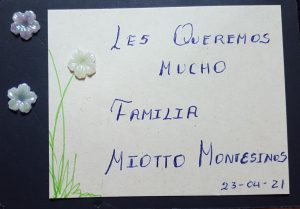 Les Queremos
mucho
Familia
Miotto Montesinos
23-04-21